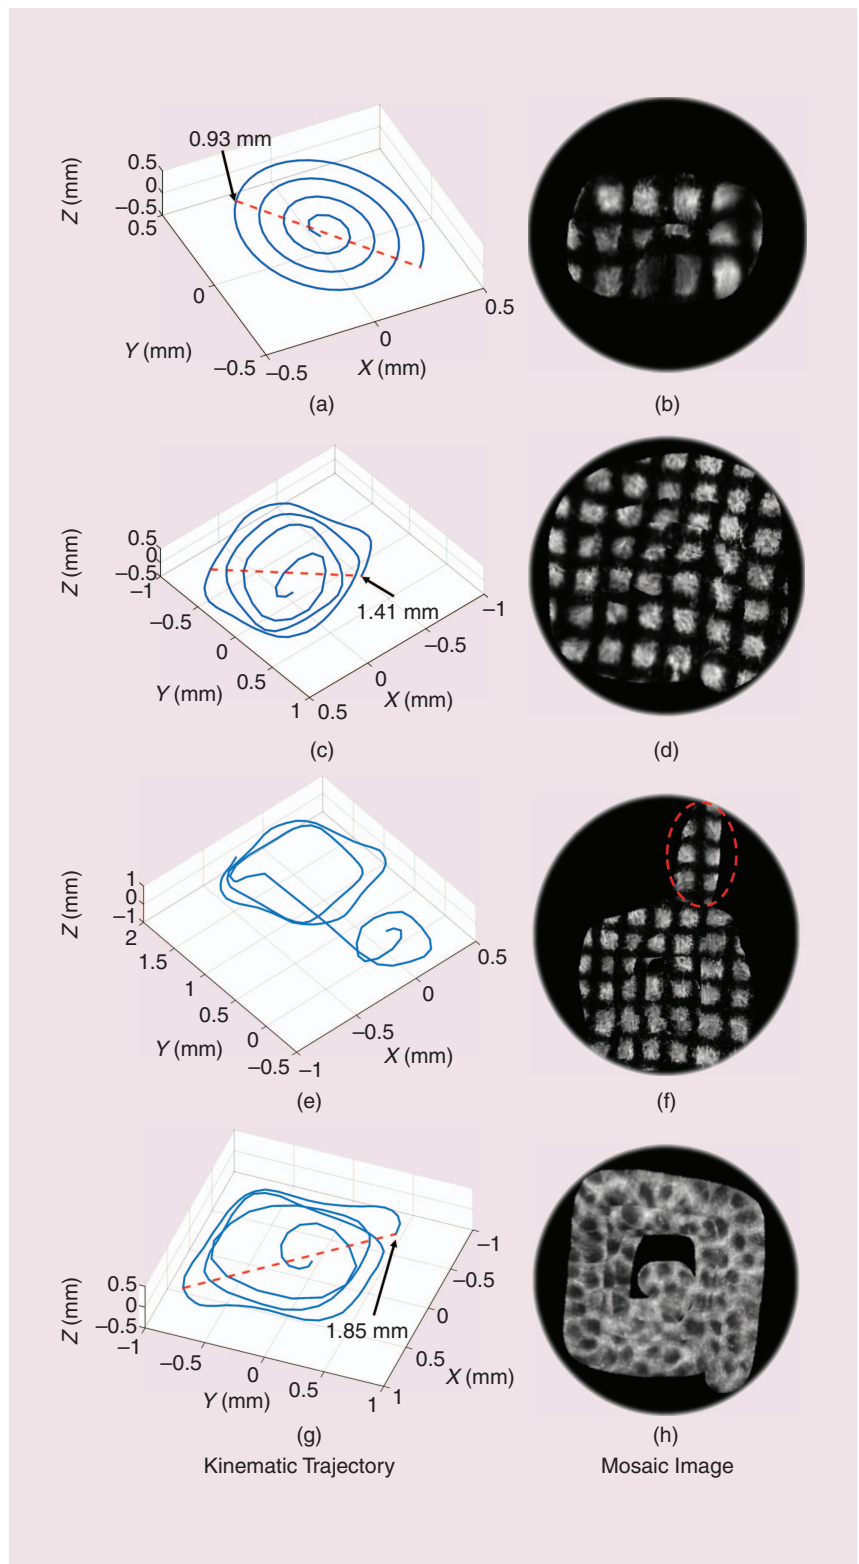 0.93 mm
Z (mm)
0.5
0
–0.5
0.5
0
–0.5
Y (mm)
–0.5
0
0.5
X (mm)
(a)
(b)
Z (mm)
0.5
0
–0.5
–1
–0.5
0
0.5
1
Y (mm)
1.41 mm
–1
–0.5
0
0.5
X (mm)
(c)
(d)
Z (mm)
1
0
–1
2
1.5
1
0.5
0
–0.5
Y (mm)
–1
–0.5
0
0.5
X (mm)
(e)
(f)
Z (mm)
0.5
0
–0.5
–1
–0.5
0
0.5
1
Y (mm)
1.85 mm
–1
–0.5
0
0.5
1
X (mm)
(g)
(h)
Kinematic Trajectory
Mosaic Image